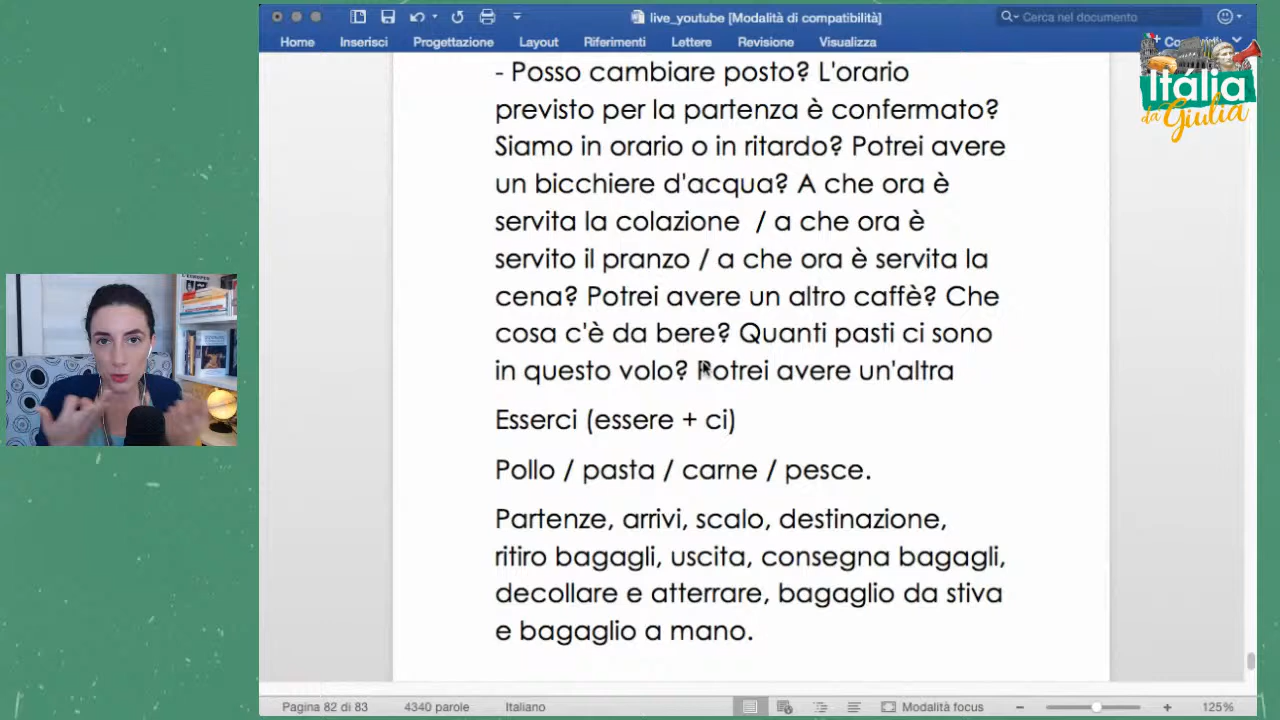 live_youtube [Modalità di compatibilità]
Cerca nel documento
Home Inserisci Progettazione Layout Riferimenti Lettere Revisione Visualizza
Itália
da Giulia
- Posso cambiare posto? L'orario
previsto per la partenza è confermato?
Siamo in orario o in ritardo? Potrei avere
un bicchiere d'acqua? A che ora è
servita la colazione / a che ora è
servito il pranzo / a che ora è servita la
cena? Potrei avere un altro caffè? Che
cosa c'è da bere? Quanti pasti ci sono
in questo volo? Potrei avere un'altra
Esserci (essere + ci)
Pollo / pasta / carne / pesce.
Partenze, arrivi, scalo, destinazione,
ritiro bagagli, uscita, consegna bagagli,
decollare e atterrare, bagaglio da stiva
e bagaglio a mano.
Pagina 82 di 83 4340 parole Italiano Modalità focus 125%